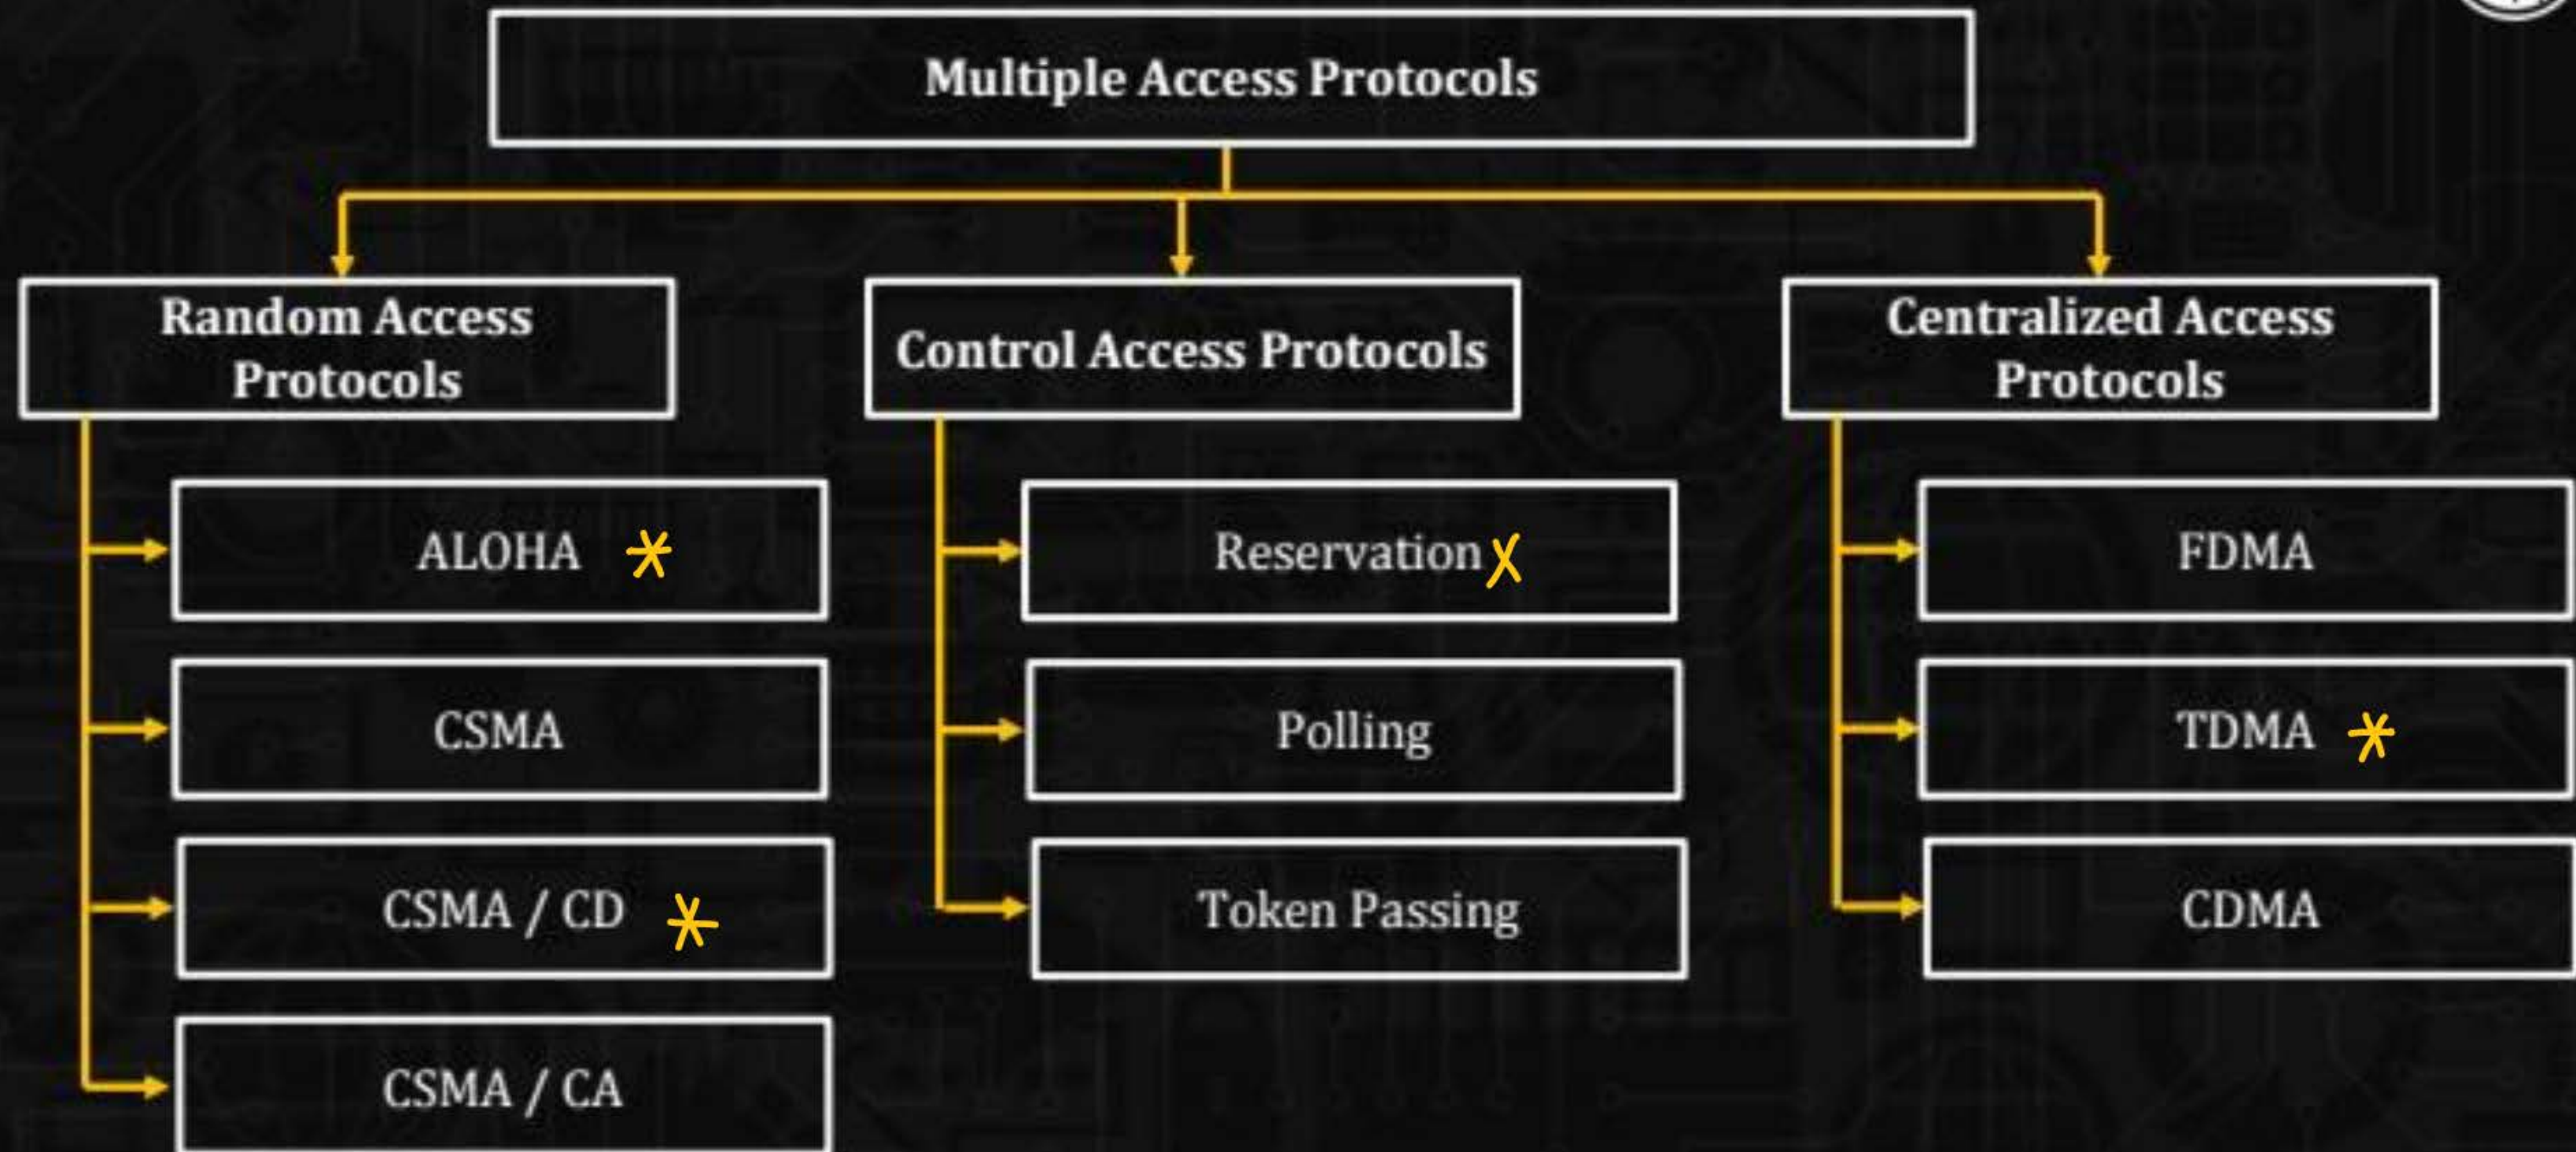 Multiple Access Protocols
Random Access
Protocols
Control Access Protocols
Centralized Access
Protocols
ALOHA *
CSMA
CSMA / CD *
CSMA / CA
Reservation X
Polling
Token Passing
FDMA
TDMA *
CDMA